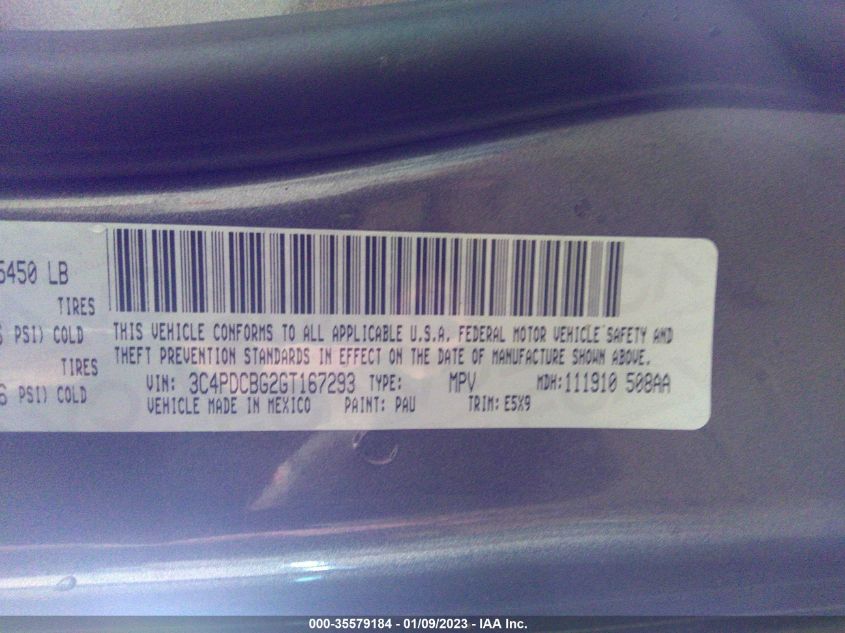 5450 LB
TIRES
PSI) COLD
TIRES
6 PSI) COLD
THIS VEHICLE CONFORMS TO ALL APPLICABLE U.S.A. FEDERAL MOTOR VEHICLE SAFETY AND
THEFT PREVENTION STANDARDS IN EFFECT ON THE DATE OF MANUFACTURE SHOWN ABOVE.
VIN: 3C4PDCBG2GT167293 TYPE: MPV MDH:111910 508AA
VEHICLE MADE IN MEXICO PAINT: PAU TRIM: E5X9
000-35579184 - 01/09/2023 - IAA Inc.